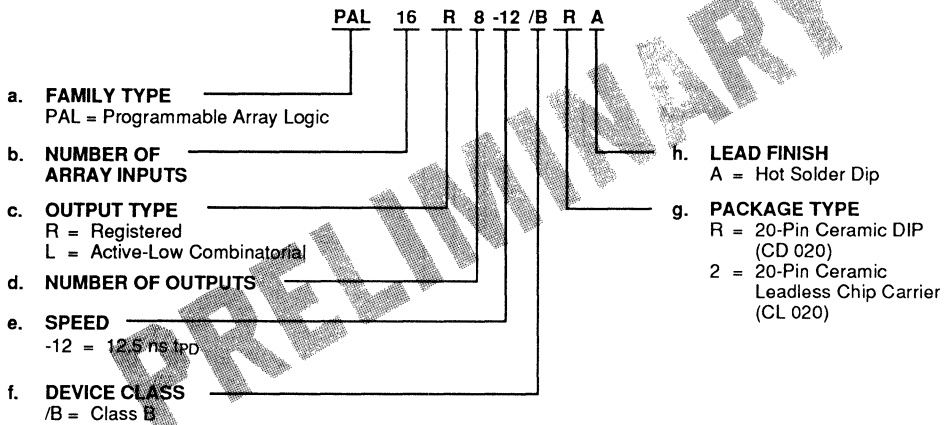 PAL 16 R 8 -12 /B R A
a. FAMILY TYPE
PAL = Programmable Array Logic
b. NUMBER OF
ARRAY INPUTS
c. OUTPUT TYPE
R = Registered
L = Active-Low Combinatorial
d. NUMBER OF OUTPUTS
e. SPEED
-12 = 12.5 ns tPD
f. DEVICE CLASS
/B = Class B
h. LEAD FINISH
A = Hot Solder Dip
g. PACKAGE TYPE
R = 20-Pin Ceramic DIP
(CD 020)
2 = 20-Pin Ceramic
Leadless Chip Carrier
(CL 020)
PRELIMINARY